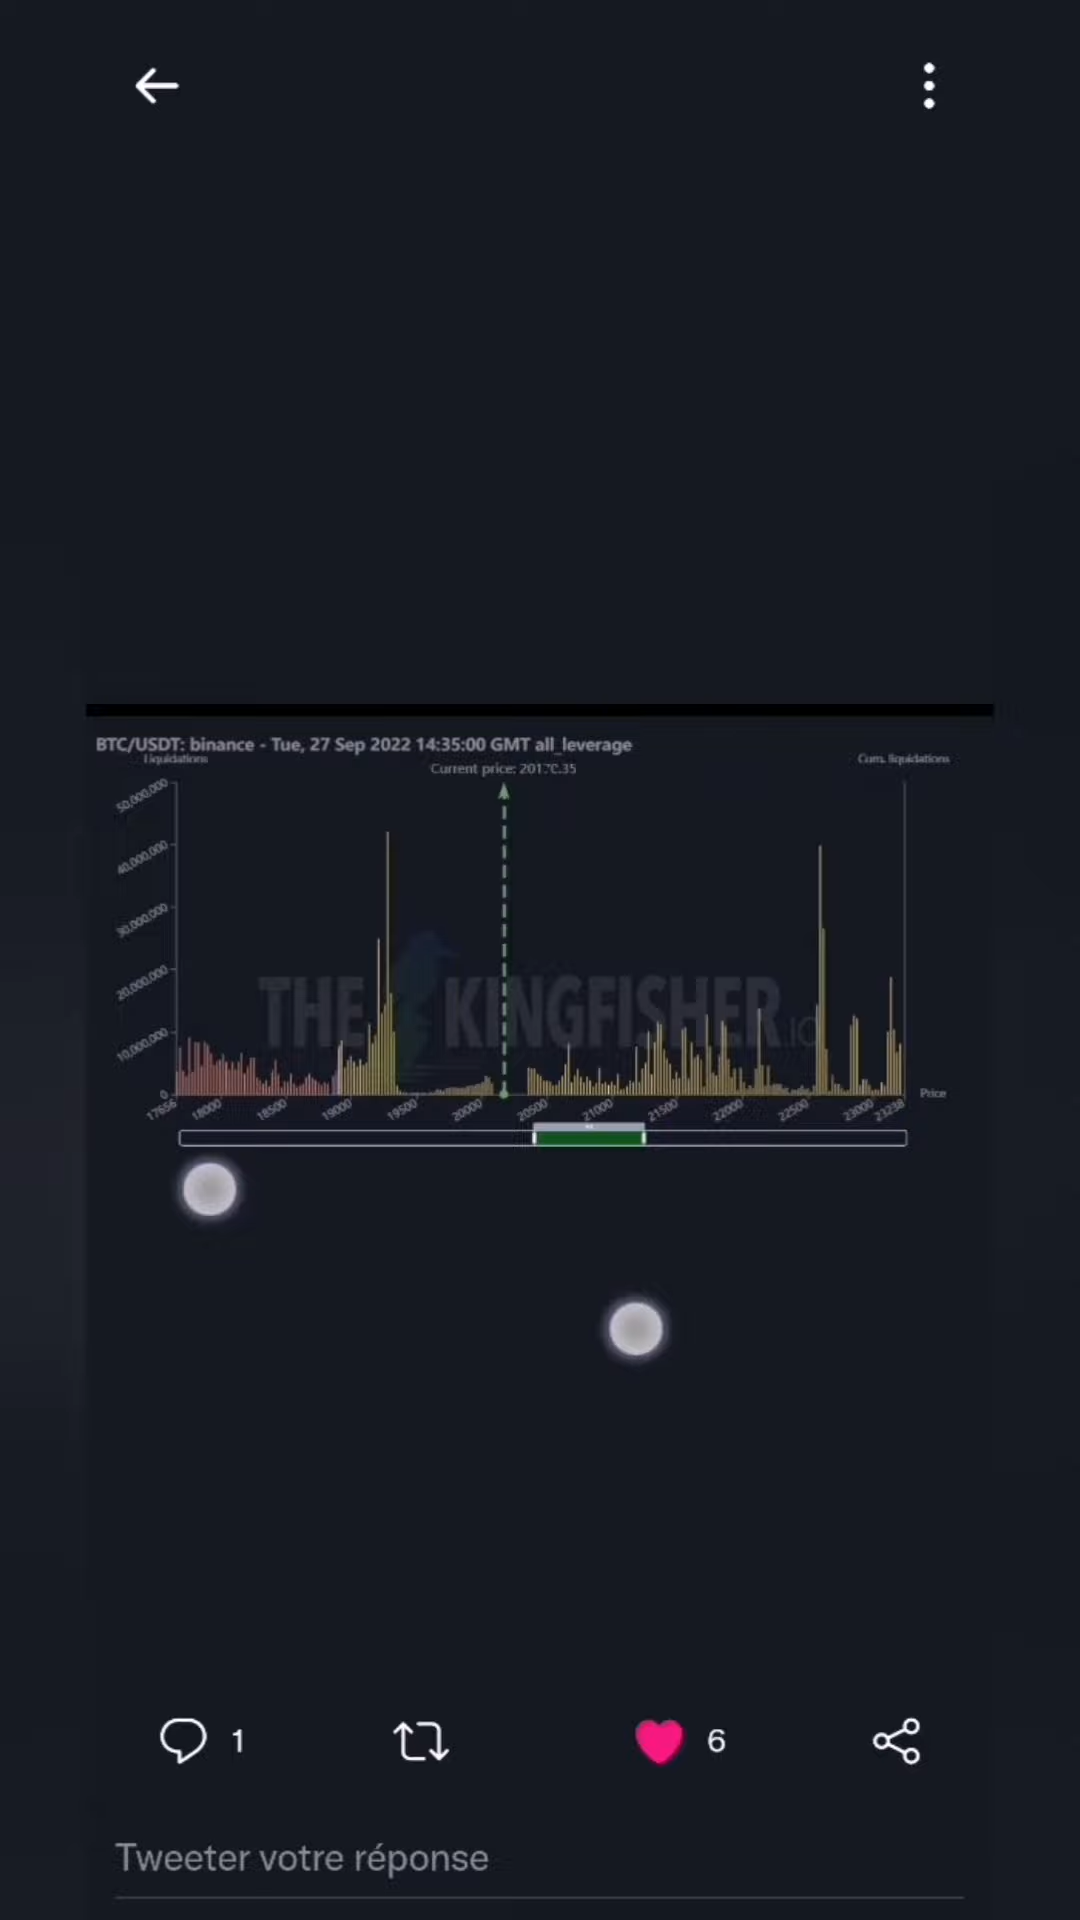 BTC/USDT: binance - Tue, 27 Sep 2022 14:35:00 GMT all_leverage
Liquidations
Cum. liquidations
Current price:
50,000,000
40,000,000
30,000,000
20,000,000
10,000,000
0
THE KINGFISHER.io
17656 18000 18500 19000 19500 20000 20500 21000 21500 22000 22500 23000 23238
Price
1
6
Tweeter votre réponse